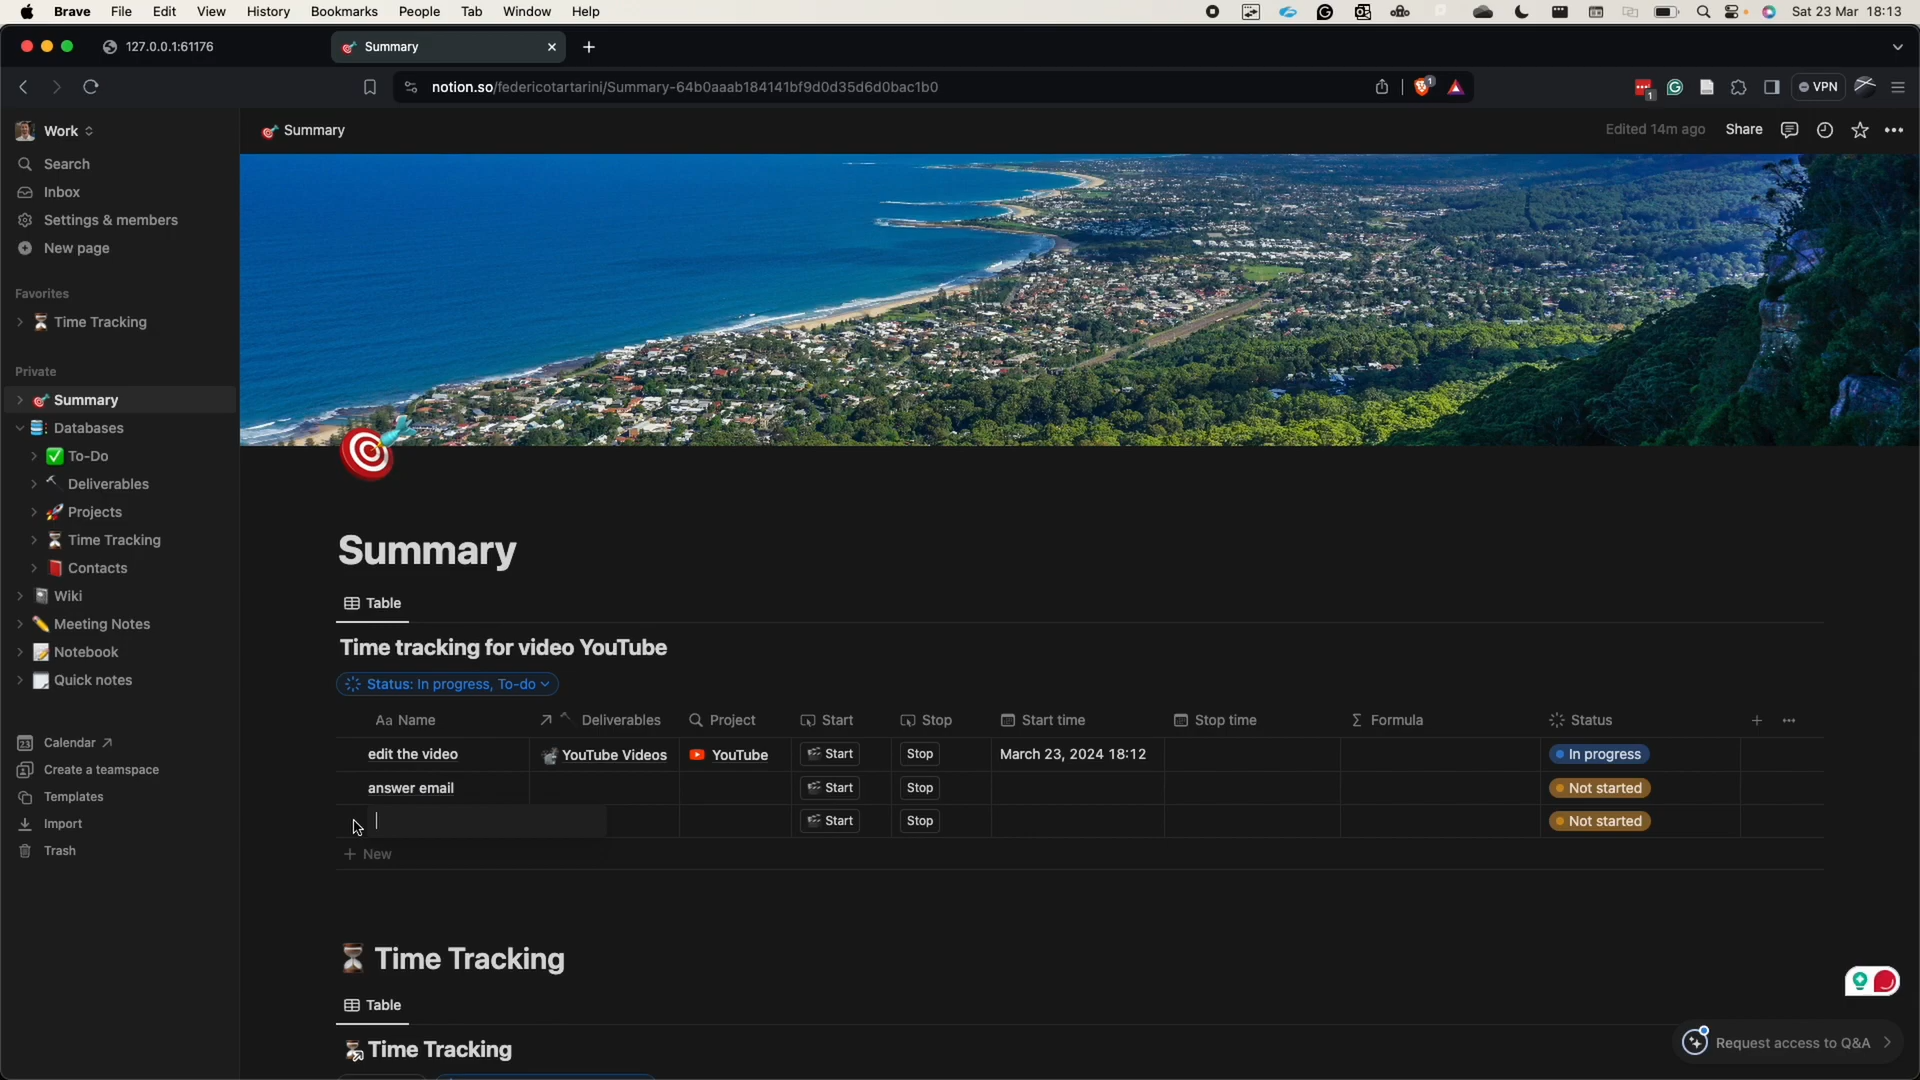 Brave File Edit View History Bookmarks People Tab Window Help Sat 23 Mar 18:13
127.0.0.1:61176 Summary
notion.so/federicotartarini/Summary-64b0aaab184141bf9d0d35d6d0bac1b0 1 1 VPN
Work
Summary Edited 14m ago Share
Search
Inbox
Settings & members
New page
Favorites
Time Tracking
Private
Summary
Databases
To-Do
Deliverables
Projects
Time Tracking
Contacts
Wiki
Meeting Notes
Notebook
Quick notes
23 Calendar ↗
Create a teamspace
Templates
Import
Trash
Summary
Table
Time tracking for video YouTube
Status: In progress, To-do
Aa Name Deliverables Project Start Stop Start time Stop time Σ Formula Status
edit the video YouTube Videos YouTube Start Stop March 23, 2024 18:12 In progress
answer email Start Stop Not started
Start Stop Not started
+ New
Time Tracking
Table
Time Tracking
Request access to Q&A